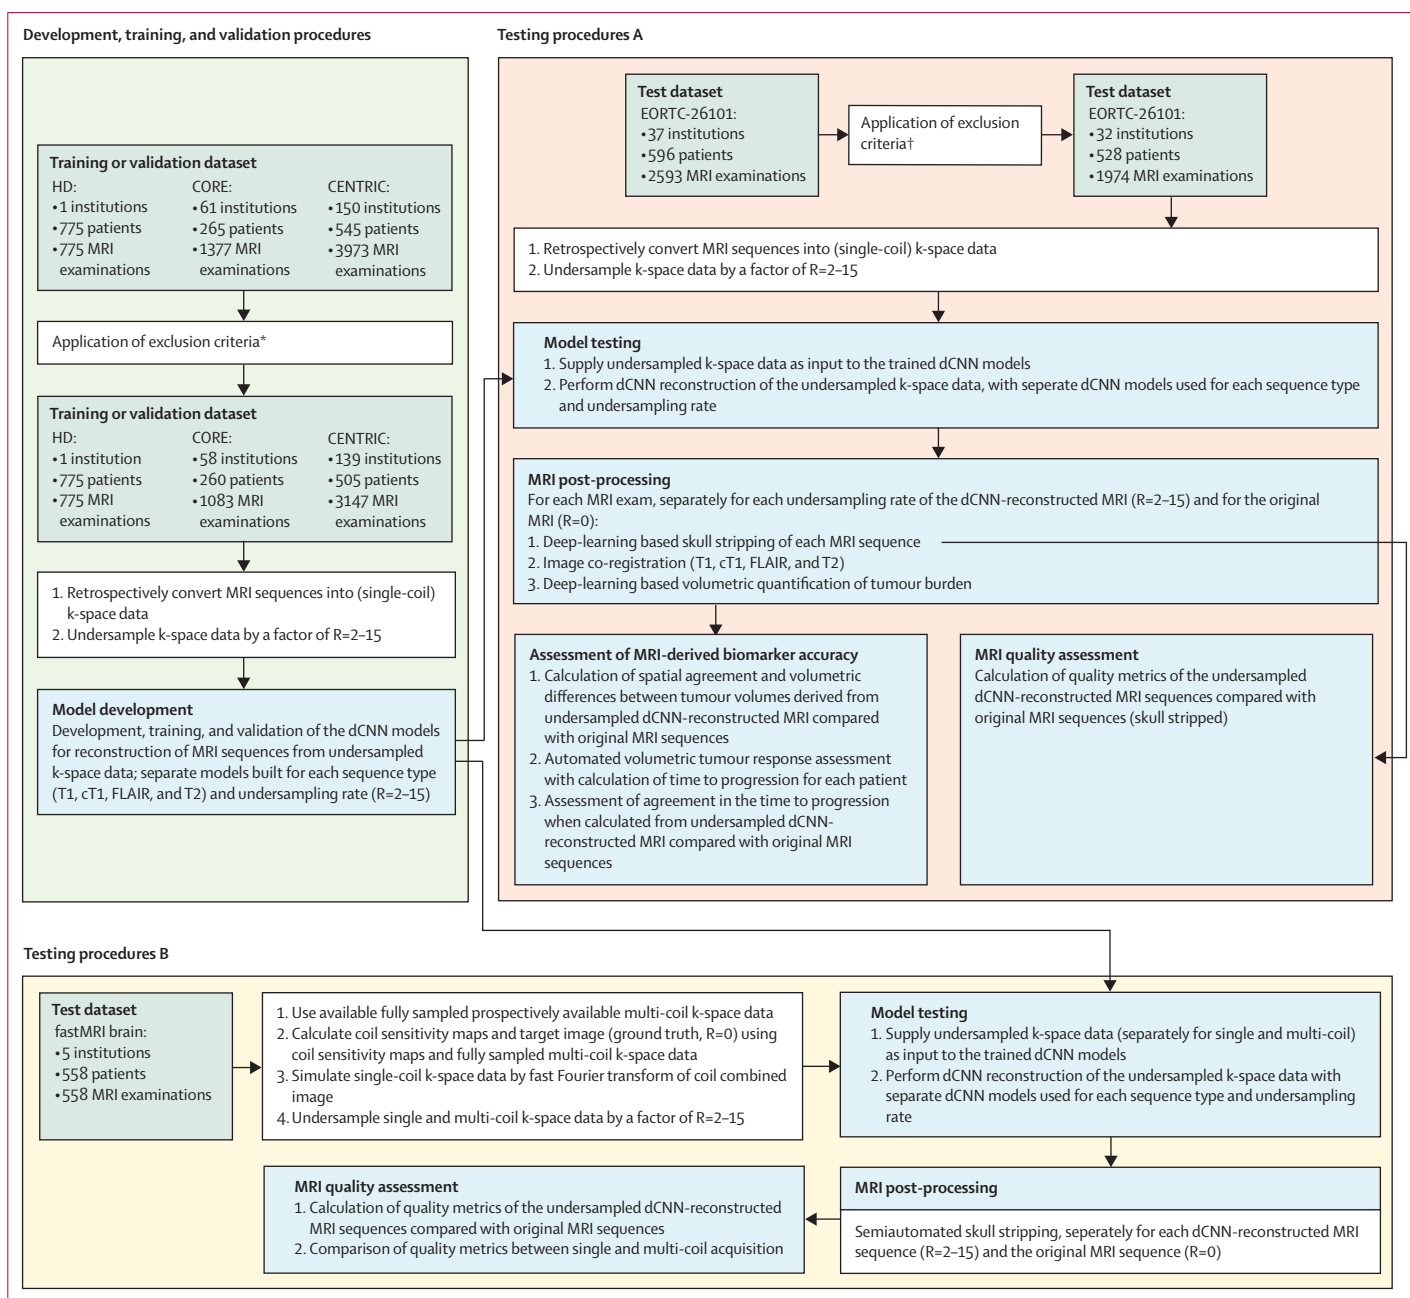 Development, training, and validation procedures
Training or validation dataset
HD:
•1 institutions
•775 patients
•775 MRI
examinations
CORE:
•61 institutions
•265 patients
•1377 MRI
examinations
CENTRIC:
•150 institutions
•545 patients
•3973 MRI
examinations
Application of exclusion criteria*
Training or validation dataset
HD:
•1 institution
•775 patients
•775 MRI
examinations
CORE:
•58 institutions
•260 patients
•1083 MRI
examinations
CENTRIC:
•139 institutions
•505 patients
•3147 MRI
examinations
1. Retrospectively convert MRI sequences into (single-coil)
k-space data
2. Undersample k-space data by a factor of R=2–15
Model development
Development, training, and validation of the dCNN models
for reconstruction of MRI sequences from undersampled
k-space data; separate models built for each sequence type
(T1, cT1, FLAIR, and T2) and undersampling rate (R=2–15)
Testing procedures A
Test dataset
EORTC-26101:
•37 institutions
•596 patients
•2593 MRI examinations
Application of exclusion
criteria†
Test dataset
EORTC-26101:
•32 institutions
•528 patients
•1974 MRI examinations
1. Retrospectively convert MRI sequences into (single-coil) k-space data
2. Undersample k-space data by a factor of R=2–15
Model testing
1. Supply undersampled k-space data as input to the trained dCNN models
2. Perform dCNN reconstruction of the undersampled k-space data, with seperate dCNN models used for each sequence type
and undersampling rate
MRI post-processing
For each MRI exam, separately for each undersampling rate of the dCNN-reconstructed MRI (R=2–15) and for the original
MRI (R=0):
1. Deep-learning based skull stripping of each MRI sequence
2. Image co-registration (T1, cT1, FLAIR, and T2)
3. Deep-learning based volumetric quantification of tumour burden
Assessment of MRI-derived biomarker accuracy
1. Calculation of spatial agreement and volumetric
differences between tumour volumes derived from
undersampled dCNN-reconstructed MRI compared
with original MRI sequences
2. Automated volumetric tumour response assessment
with calculation of time to progression for each patient
3. Assessment of agreement in the time to progression
when calculated from undersampled dCNN-
reconstructed MRI compared with original MRI
sequences
MRI quality assessment
Calculation of quality metrics of the undersampled
dCNN-reconstructed MRI sequences compared with
original MRI sequences (skull stripped)
Testing procedures B
Test dataset
fastMRI brain:
•5 institutions
•558 patients
•558 MRI examinations
1. Use available fully sampled prospectively available multi-coil k-space data
2. Calculate coil sensitivity maps and target image (ground truth, R=0) using
coil sensitivity maps and fully sampled multi-coil k-space data
3. Simulate single-coil k-space data by fast Fourier transform of coil combined
image
4. Undersample single and multi-coil k-space data by a factor of R=2–15
Model testing
1. Supply undersampled k-space data (separately for single and multi-coil)
as input to the trained dCNN models
2. Perform dCNN reconstruction of the undersampled k-space data with
separate dCNN models used for each sequence type and undersampling
rate
MRI post-processing
Semiautomated skull stripping, seperately for each dCNN-reconstructed MRI
sequence (R=2–15) and the original MRI sequence (R=0)
MRI quality assessment
1. Calculation of quality metrics of the undersampled dCNN-reconstructed
MRI sequences compared with original MRI sequences
2. Comparison of quality metrics between single and multi-coil acquisition